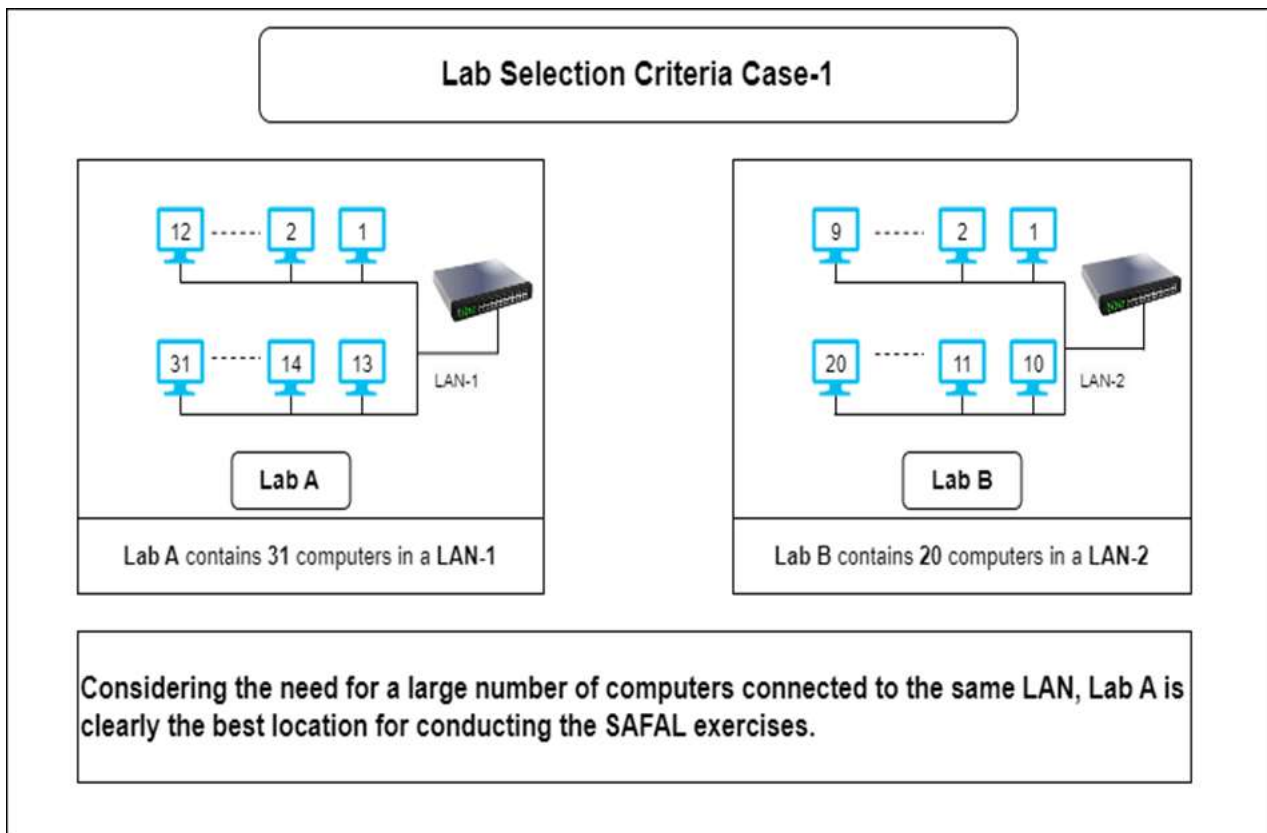 Lab Selection Criteria Case-1
12 ------ 2 1
31 ------ 14 13
LAN-1
Lab A
Lab A contains 31 computers in a LAN-1
9 ------ 2 1
20 ------ 11 10
LAN-2
Lab B
Lab B contains 20 computers in a LAN-2
Considering the need for a large number of computers connected to the same LAN, Lab A is
clearly the best location for conducting the SAFAL exercises.